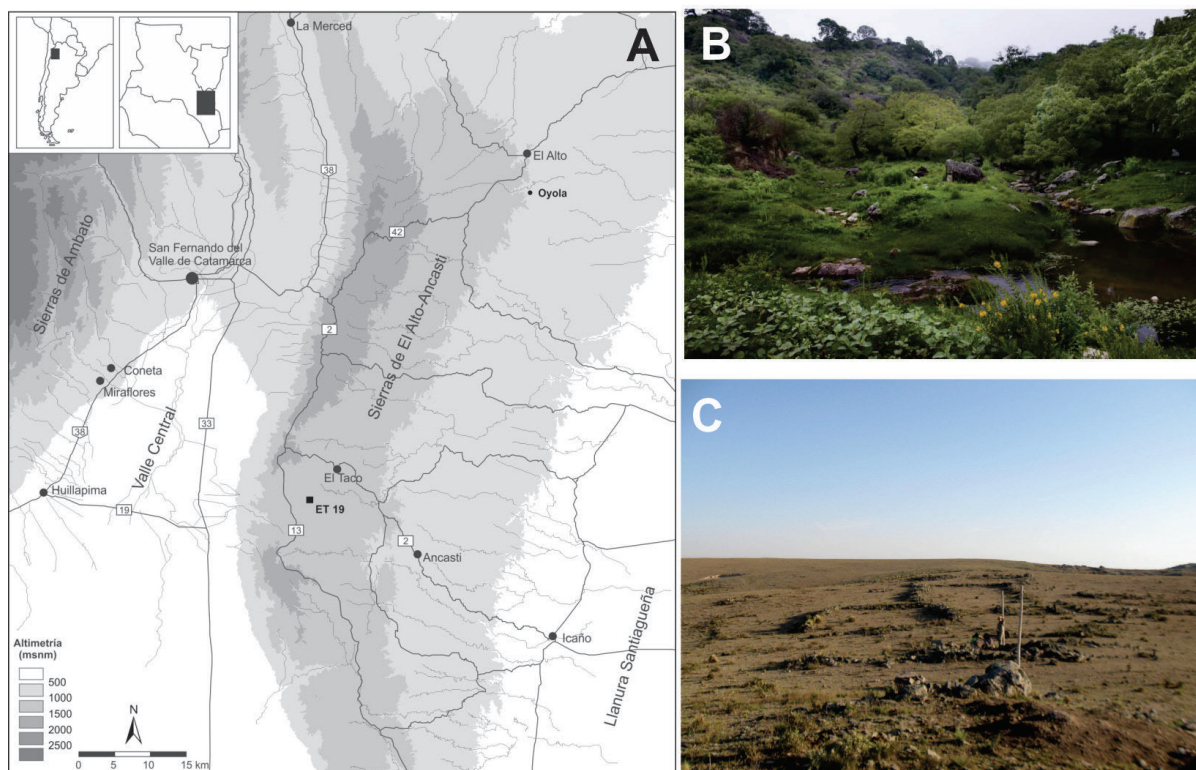 A
La Merced
38
El Alto
Oyola
42
Sierras de Ambato
San Fernando del
Valle de Catamarca
Sierras de El Alto-Ancasti
2
Coneta
Miraflores
Valle Central
38
33
El Taco
Huillapima
ET 19
19
13
2
Ancasti
Icaño
Llanura Santiagueña
Altimetría
(msnm)
500
1000
1500
2000
2500
N
0 5 10 15 km
B
C